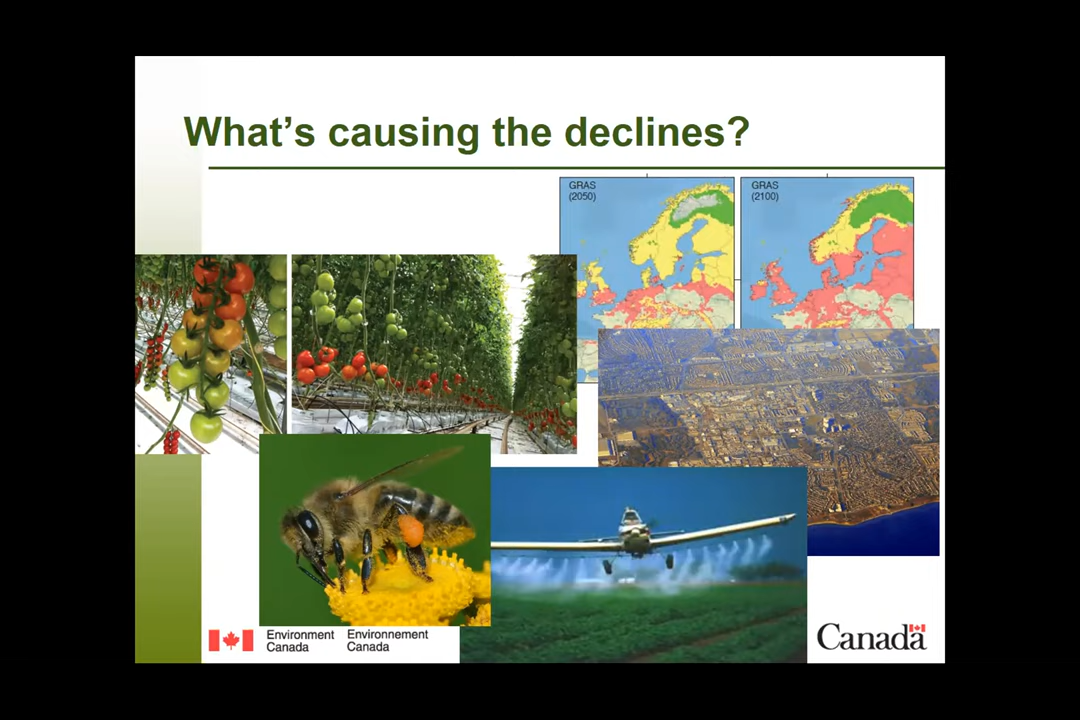 What's causing the declines?
GRAS
(2050)
GRAS
(2100)
Environment
Canada
Environnement
Canada
Canada